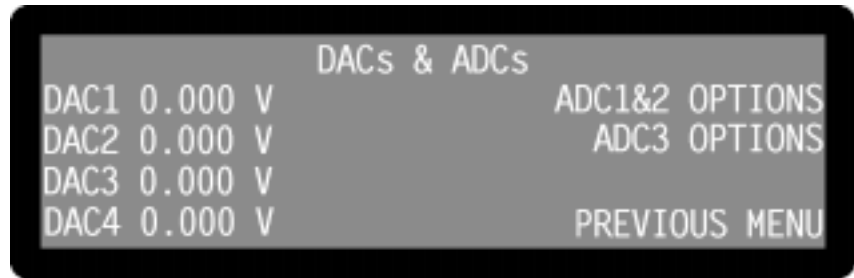 DACs & ADCs
DAC1 0.000 V ADC1&2 OPTIONS
DAC2 0.000 V ADC3 OPTIONS
DAC3 0.000 V
DAC4 0.000 V PREVIOUS MENU